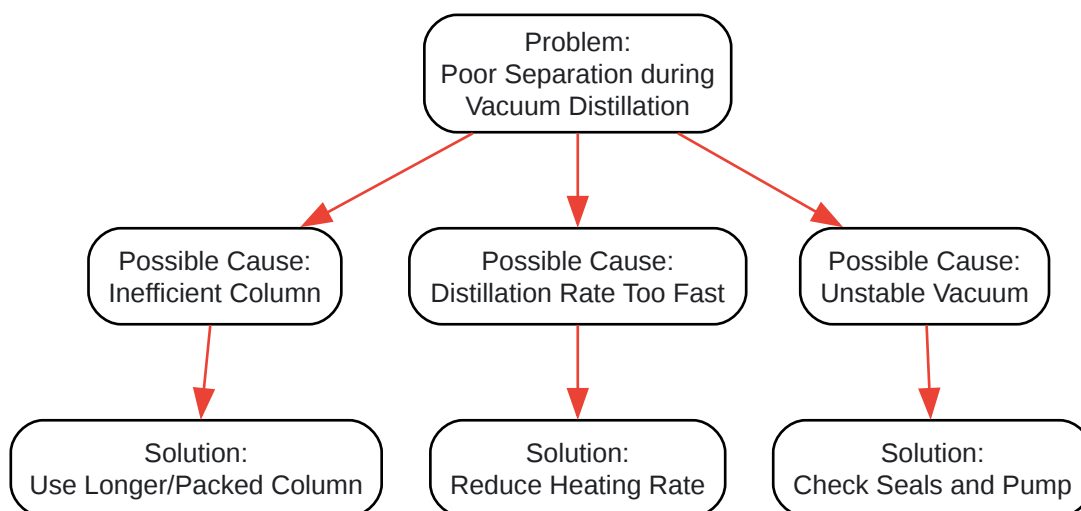 Problem:
Poor Separation during
Vacuum Distillation
Possible Cause:
Inefficient Column
Possible Cause:
Distillation Rate Too Fast
Possible Cause:
Unstable Vacuum
Solution:
Use Longer/Packed Column
Solution:
Reduce Heating Rate
Solution:
Check Seals and Pump